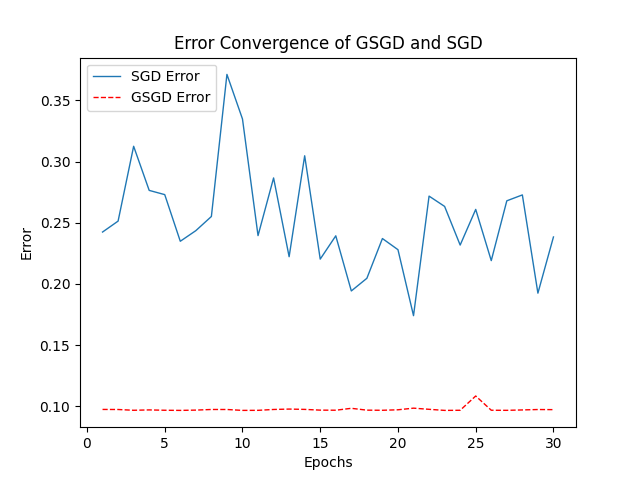 Error Convergence of GSGD and SGD
SGD Error
GSGD Error
0.35
0.30
0.25
0.20
0.15
0.10
Error
0 5 10 15 20 25 30
Epochs